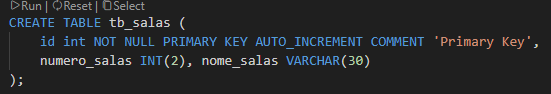 Run | Reset | Select
CREATE TABLE tb_salas (
    id int NOT NULL PRIMARY KEY AUTO_INCREMENT COMMENT 'Primary Key',
    numero_salas INT(2), nome_salas VARCHAR(30)
);